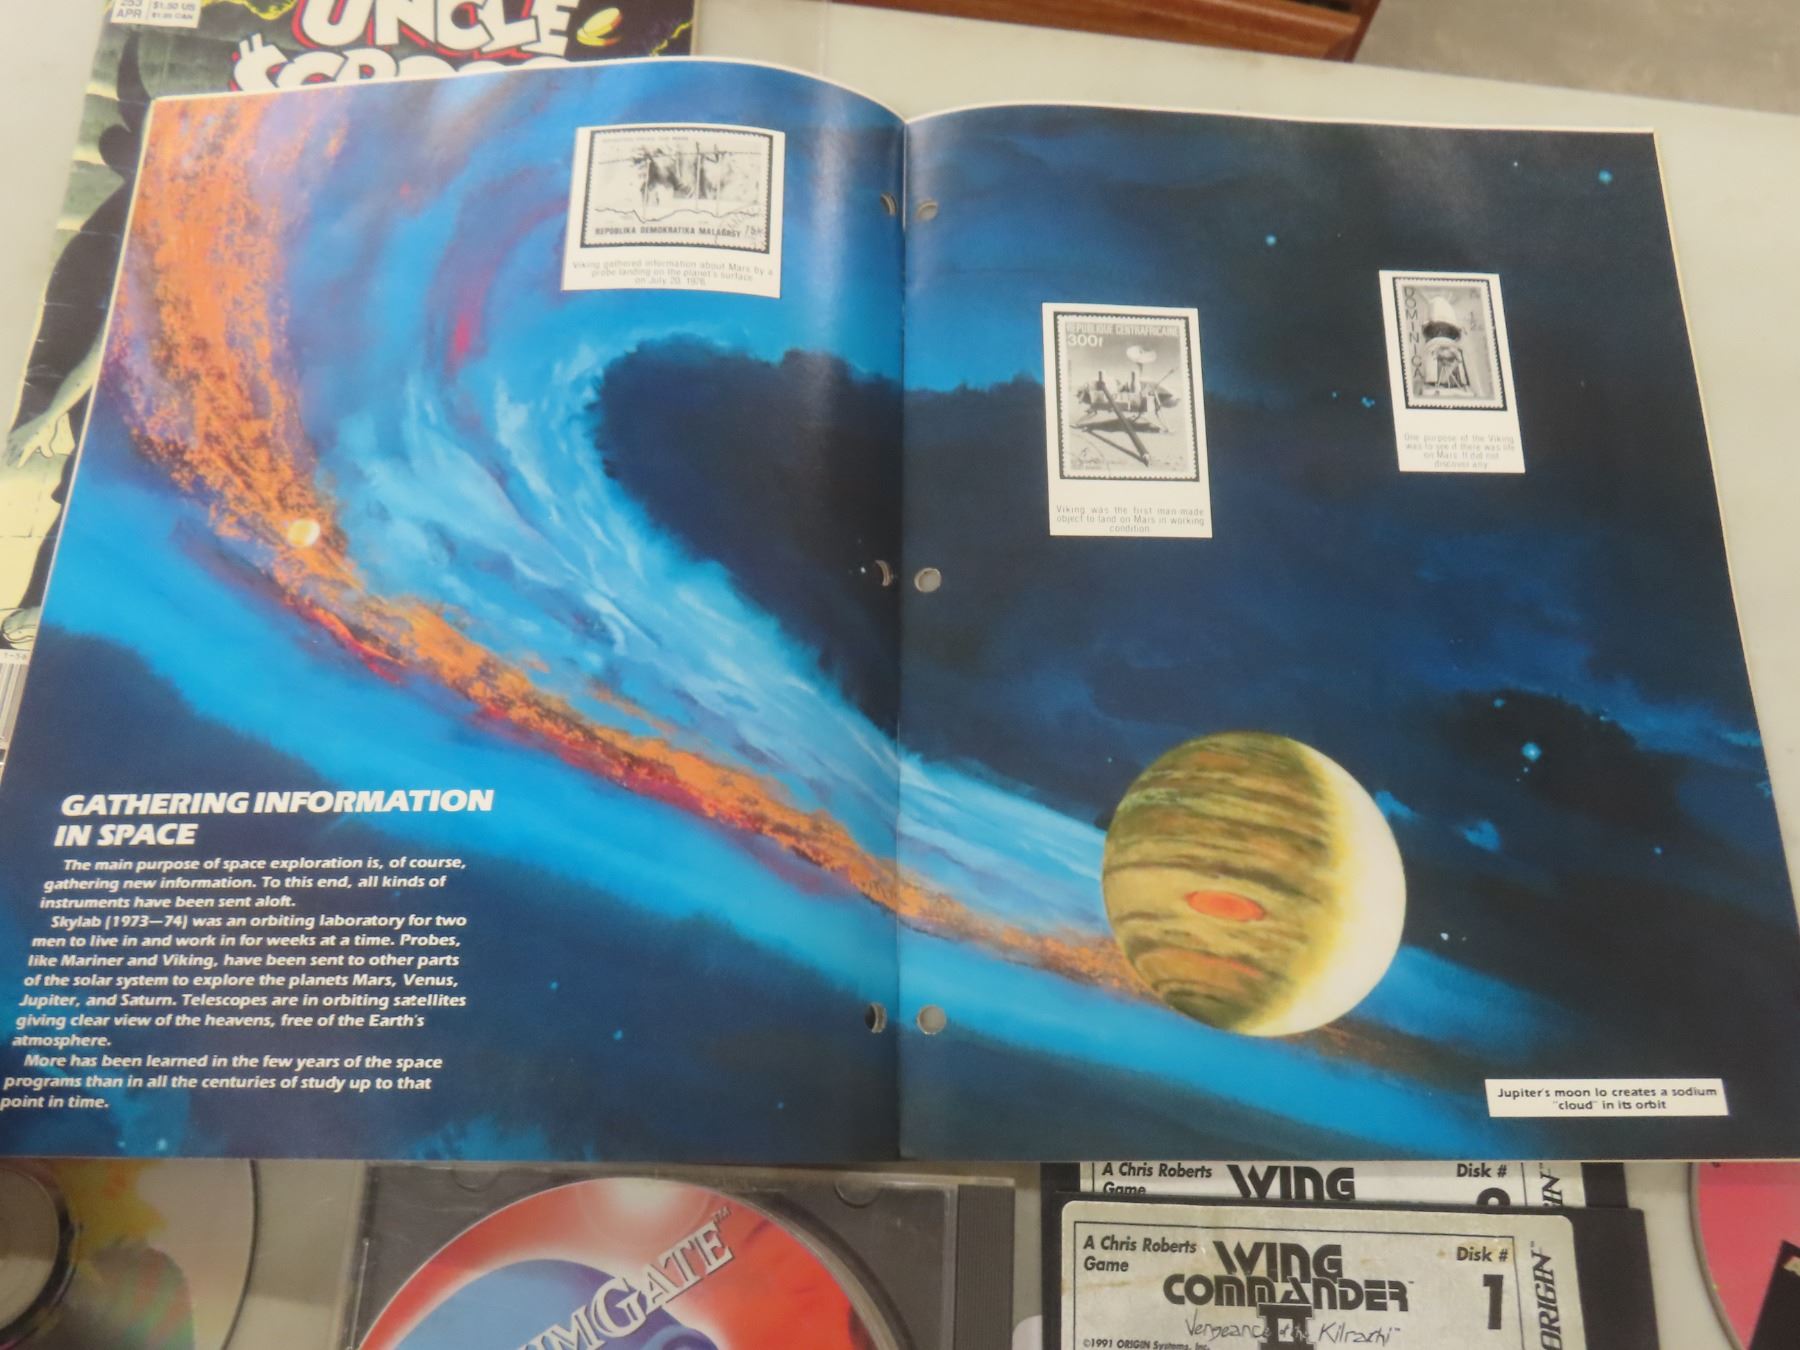 253
APR
$1.50 US
$1.95 CAN
UNCLE
$CROOGE
REPOBLIKA DEMOKRATIKA MALAGASY
Viking gathered information about Mars by a
probe landing on the planet's surface
on July 20, 1976.
REPUBLIQUE CENTRAFRICAINE
300f
Viking was the first man-made
object to land on Mars in working
condition.
DOMINICA
1/2c
One purpose of the Viking
was to see if there was life
on Mars. It did not
discover any.
GATHERING INFORMATION
IN SPACE
The main purpose of space exploration is, of course,
gathering new information. To this end, all kinds of
instruments have been sent aloft.
Skylab (1973—74) was an orbiting laboratory for two
men to live in and work in for weeks at a time. Probes,
like Mariner and Viking, have been sent to other parts
of the solar system to explore the planets Mars, Venus,
Jupiter, and Saturn. Telescopes are in orbiting satellites
giving clear view of the heavens, free of the Earth's
atmosphere.
More has been learned in the few years of the space
programs than in all the centuries of study up to that
point in time.
Jupiter's moon Io creates a sodium
"cloud" in its orbit
A Chris Roberts
Game
WING
Disk #
A Chris Roberts
Game
WING
COMMANDER™
II
Vengeance of the Kilrathi™
Disk #
1
ORIGIN™
©1991 ORIGIN Systems, Inc.
IMGATE™